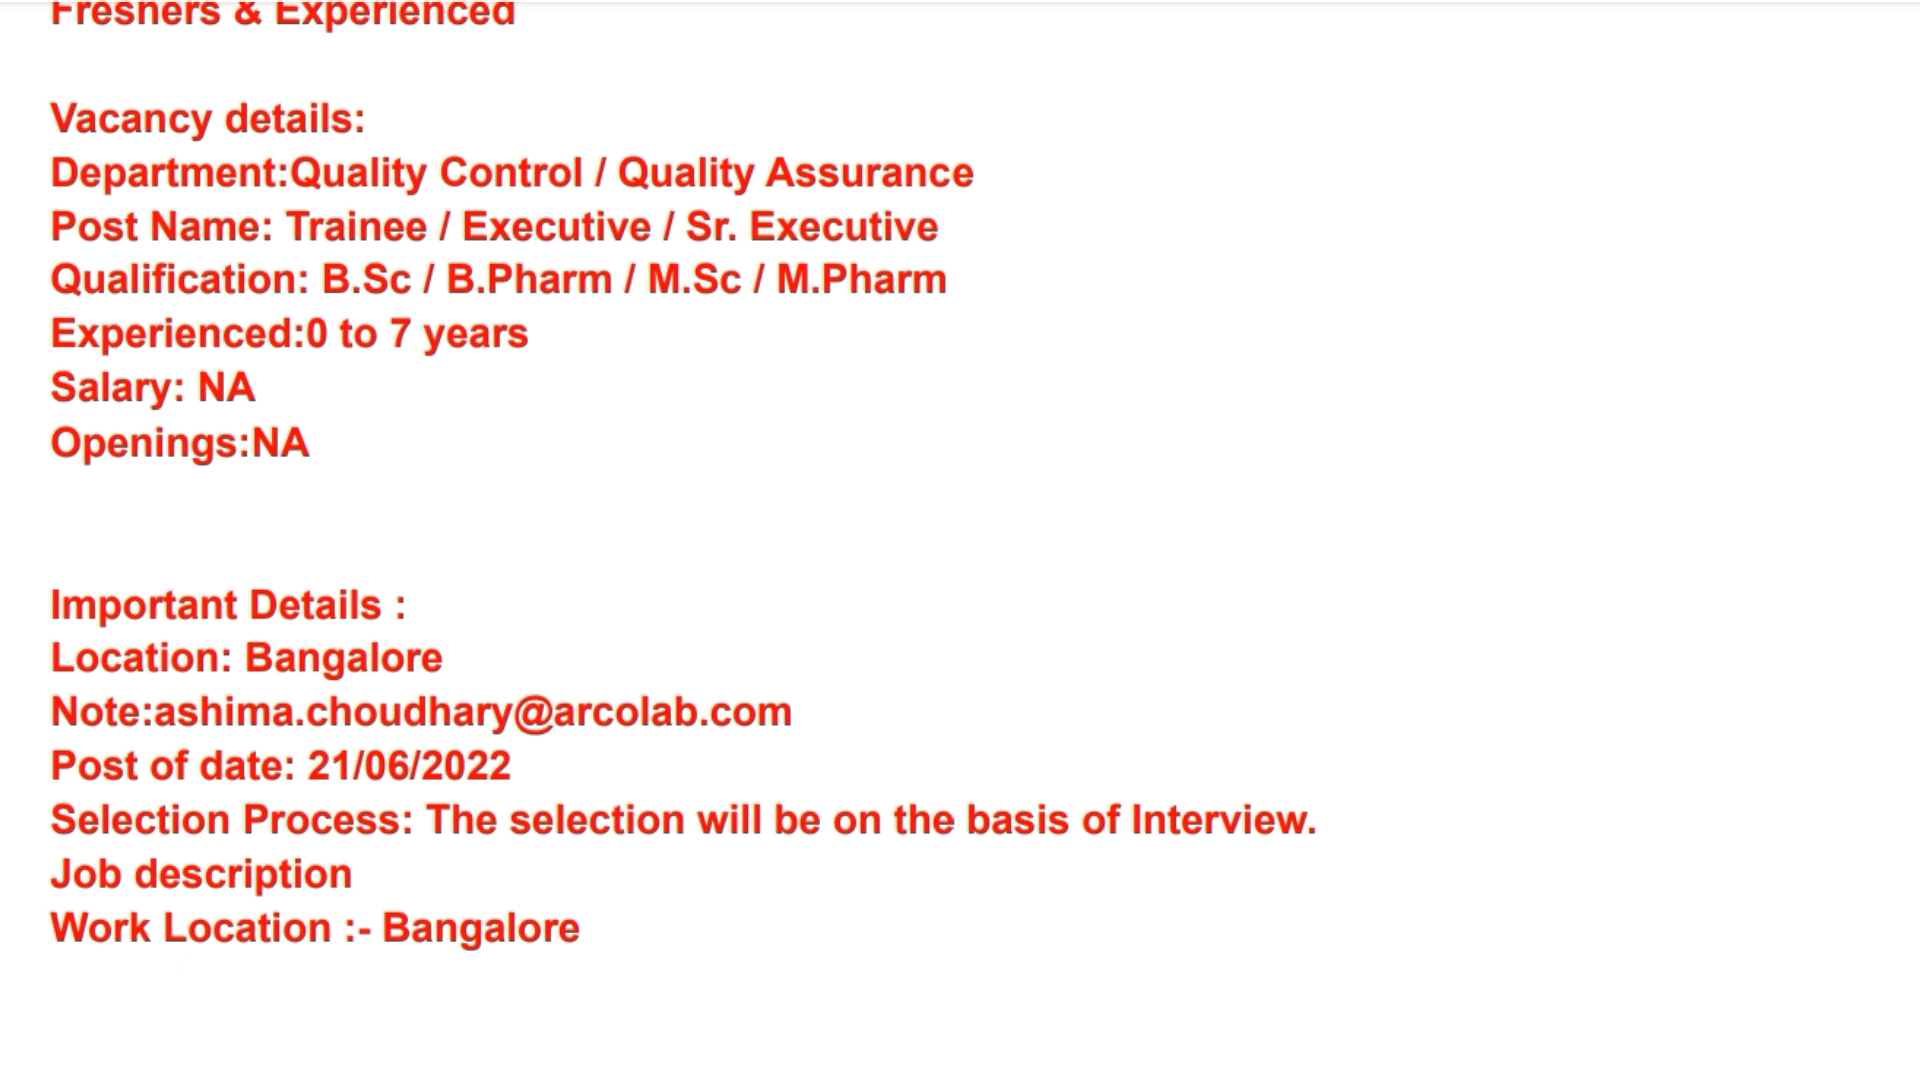 Freshers & Experienced
Vacancy details:
Department:Quality Control / Quality Assurance
Post Name: Trainee / Executive / Sr. Executive
Qualification: B.Sc / B.Pharm / M.Sc / M.Pharm
Experienced:0 to 7 years
Salary: NA
Openings:NA
Important Details :
Location: Bangalore
Note:ashima.choudhary@arcolab.com
Post of date: 21/06/2022
Selection Process: The selection will be on the basis of Interview.
Job description
Work Location :- Bangalore